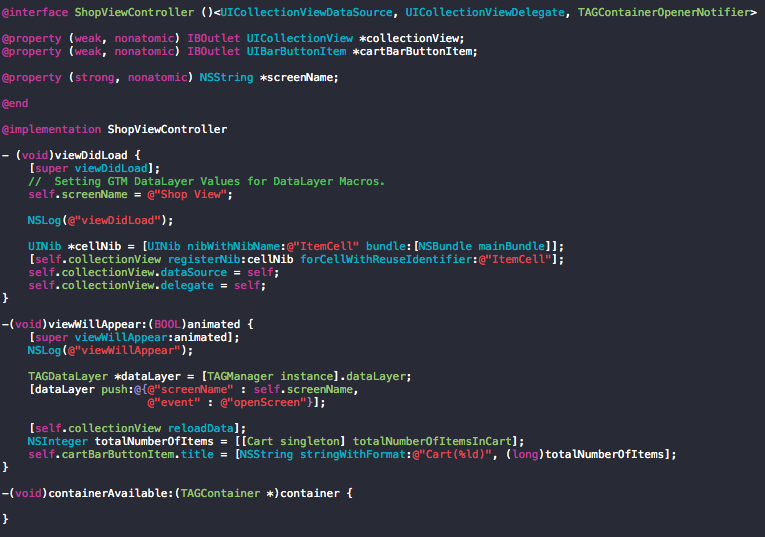 @interface ShopViewController ()<UICollectionViewDataSource, UICollectionViewDelegate, TAGContainerOpenerNotifier>
@property (weak, nonatomic) IBOutlet UICollectionView *collectionView;
@property (weak, nonatomic) IBOutlet UIBarButtonItem *cartBarButtonItem;
@property (strong, nonatomic) NSString *screenName;
@end
@implementation ShopViewController
- (void)viewDidLoad {
    [super viewDidLoad];
    //  Setting GTM DataLayer Values for DataLayer Macros.
    self.screenName = @"Shop View";
    NSLog(@"viewDidLoad");
    UINib *cellNib = [UINib nibWithNibName:@"ItemCell" bundle:[NSBundle mainBundle]];
    [self.collectionView registerNib:cellNib forCellWithReuseIdentifier:@"ItemCell"];
    self.collectionView.dataSource = self;
    self.collectionView.delegate = self;
}
-(void)viewWillAppear:(BOOL)animated {
    [super viewWillAppear:animated];
    NSLog(@"viewWillAppear");
    TAGDataLayer *dataLayer = [TAGManager instance].dataLayer;
    [dataLayer push:@{@"screenName" : self.screenName,
                      @"event" : @"openScreen"}];
    [self.collectionView reloadData];
    NSInteger totalNumberOfItems = [[Cart singleton] totalNumberOfItemsInCart];
    self.cartBarButtonItem.title = [NSString stringWithFormat:@"Cart(%ld)", (long)totalNumberOfItems];
}
-(void)containerAvailable:(TAGContainer *)container {
}